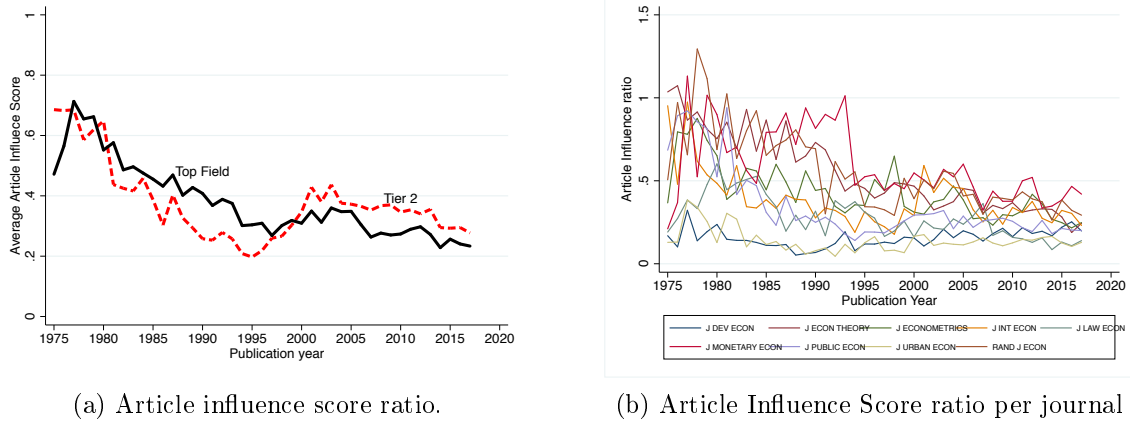 1
.8
.6
.4
.2
0
Average Article Influece Score
Top Field
Tier 2
1975 1980 1985 1990 1995 2000 2005 2010 2015 2020
Publication year
(a) Article influence score ratio.
1.5
1
.5
0
Article Influence ratio
1975 1980 1985 1990 1995 2000 2005 2010 2015 2020
Publication Year
J DEV ECON J ECON THEORY J ECONOMETRICS J INT ECON J LAW ECON
J MONETARY ECON J PUBLIC ECON J URBAN ECON RAND J ECON
(b) Article Influence Score ratio per journal